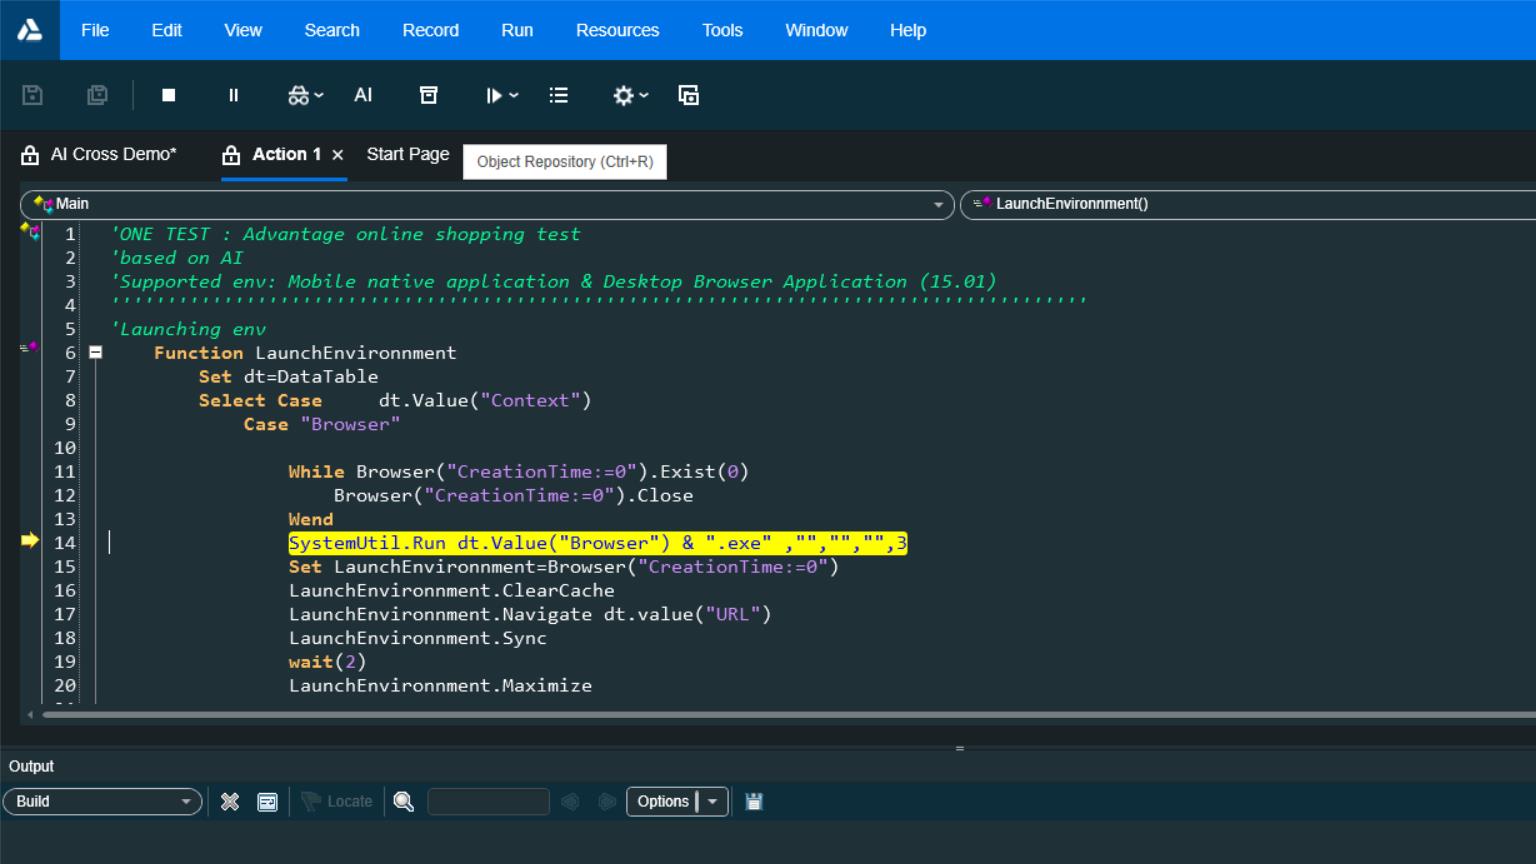 File Edit View Search Record Run Resources Tools Window Help
AI
AI Cross Demo* Action 1 × Start Page Object Repository (Ctrl+R)
Main LaunchEnvironnment()
1 'ONE TEST : Advantage online shopping test
2 'based on AI
3 'Supported env: Mobile native application & Desktop Browser Application (15.01)
4 '''''''''''''''''''''''''''''''''''''''''''''''''''''''''''''''''''''''''''''''''''''''
5 'Launching env
6 Function LaunchEnvironnment
7 Set dt=DataTable
8 Select Case dt.Value("Context")
9 Case "Browser"
10
11 While Browser("CreationTime:=0").Exist(0)
12 Browser("CreationTime:=0").Close
13 Wend
14 SystemUtil.Run dt.Value("Browser") & ".exe" ,"","","",3
15 Set LaunchEnvironnment=Browser("CreationTime:=0")
16 LaunchEnvironnment.ClearCache
17 LaunchEnvironnment.Navigate dt.value("URL")
18 LaunchEnvironnment.Sync
19 wait(2)
20 LaunchEnvironnment.Maximize
Output
Build Locate Options